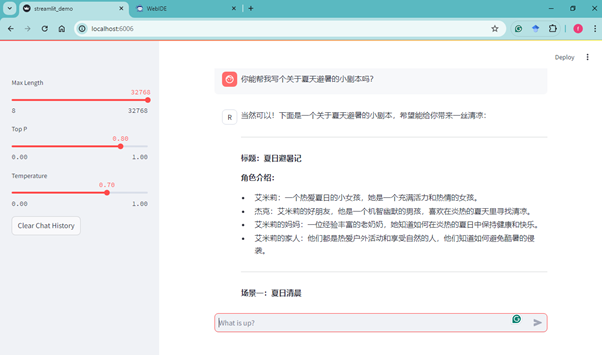 streamlit_demo
WebIDE
localhost:6006
Deploy
Max Length
32768
8 32768
Top P
0.80
0.00 1.00
Temperature
0.70
0.00 1.00
Clear Chat History
你能帮我写个关于夏天避暑的小剧本吗?
R
当然可以!下面是一个关于夏天避暑的小剧本,希望能给你带来一丝清凉:
标题:夏日避暑记
角色介绍:
• 艾米莉:一个热爱夏日的小女孩,她是一个充满活力和热情的女孩。
• 杰克:艾米莉的好朋友,他是一个机智幽默的男孩,喜欢在炎热的夏天里寻找清凉。
• 艾米莉的妈妈:一位经验丰富的老奶奶,她知道如何在炎热的夏日中保持健康和快乐。
• 艾米莉的家人:他们都是热爱户外活动和享受自然的人,他们知道如何避免酷暑的侵
袭。
场景一:夏日清晨
What is up?